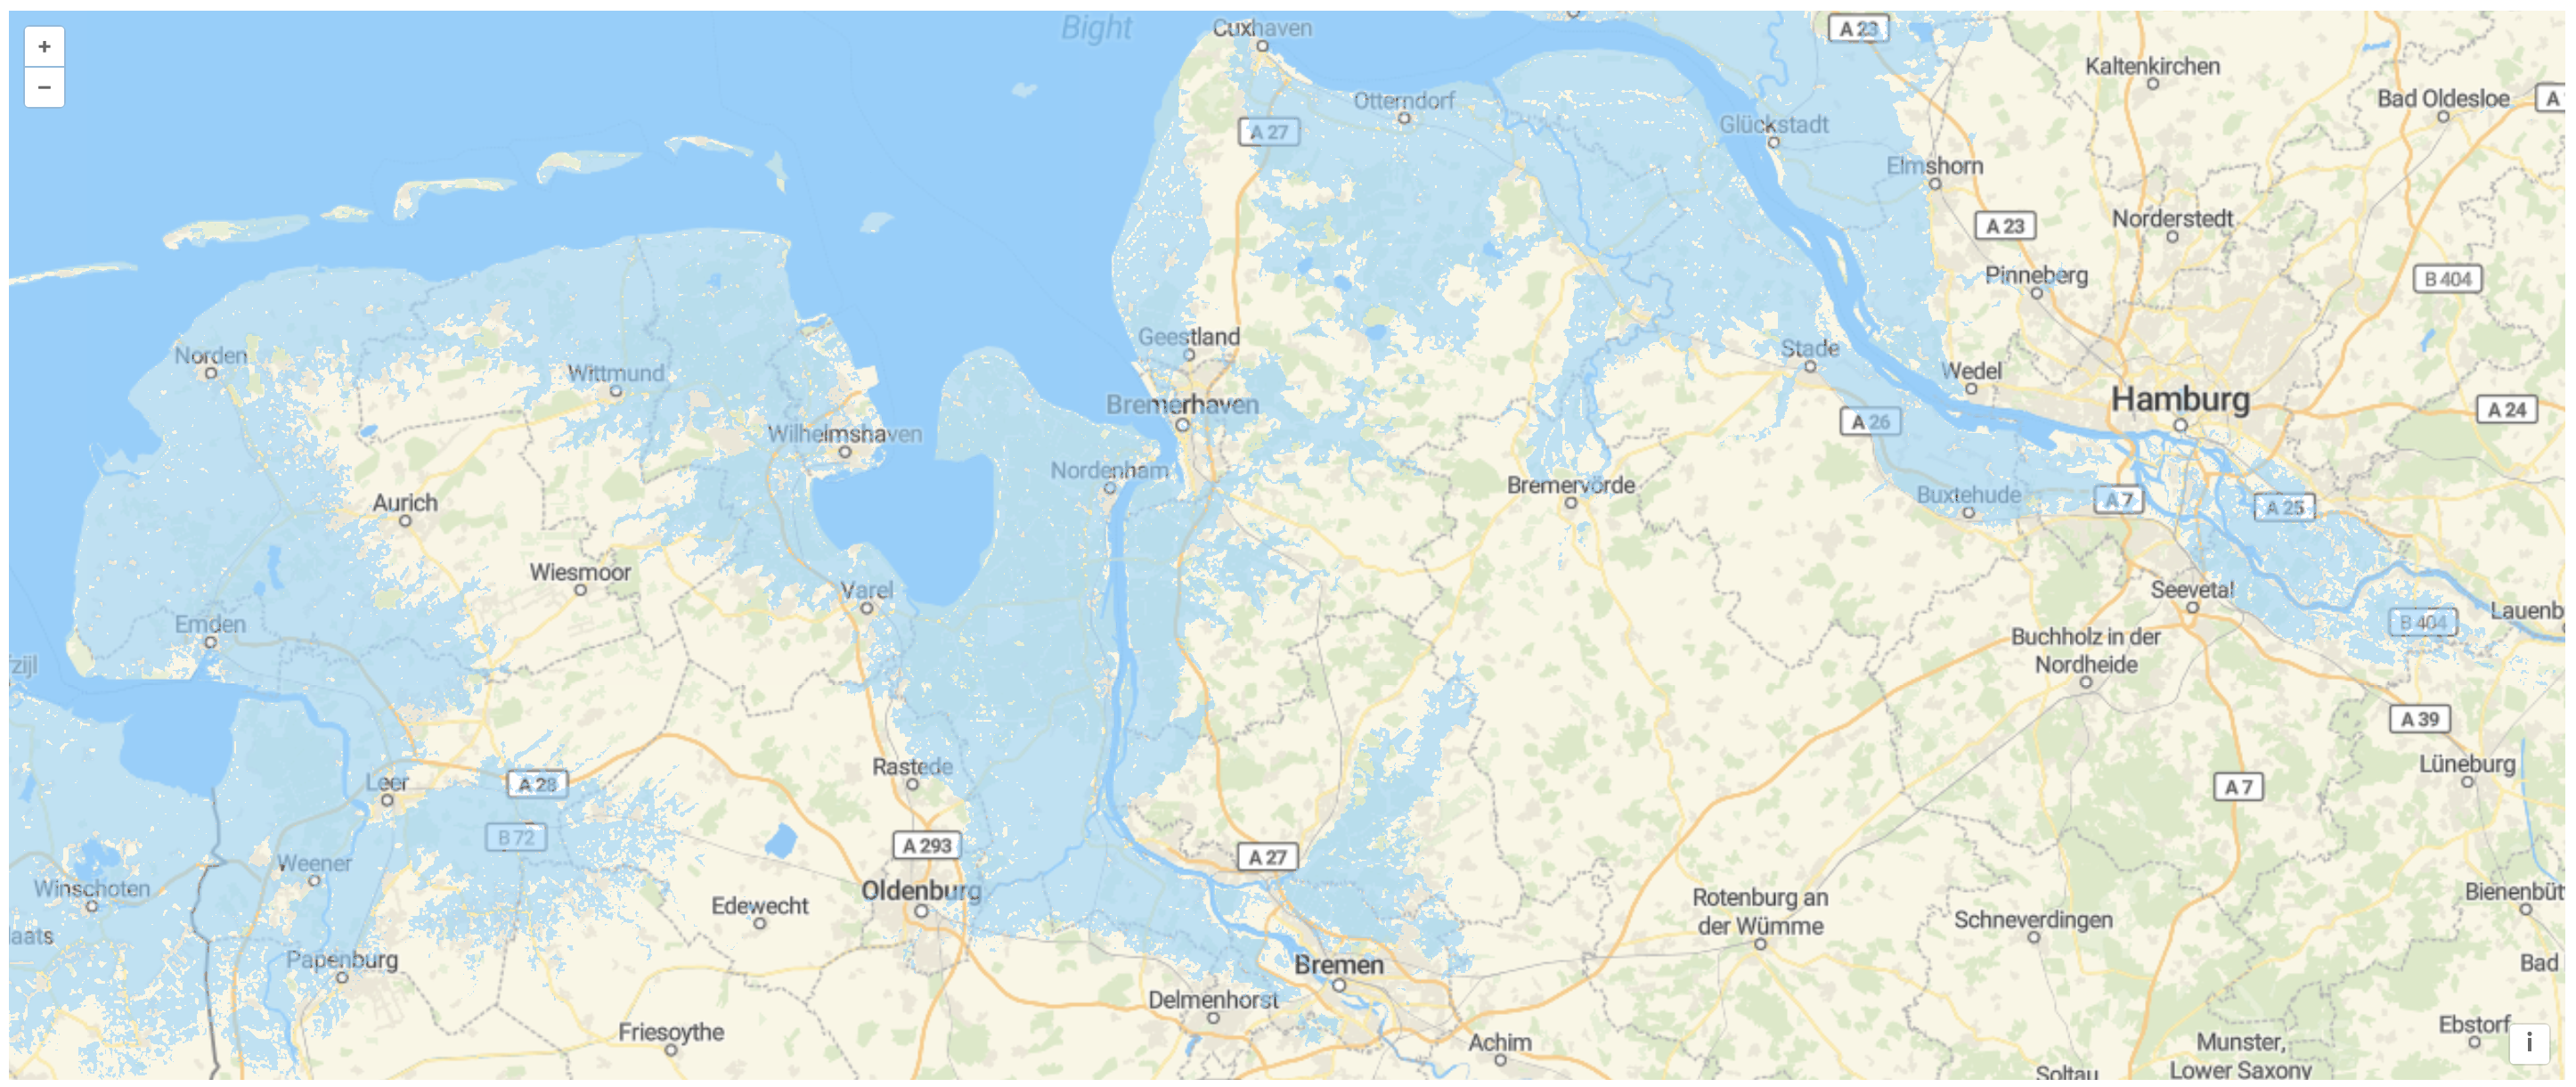 +
−
Bight
Cuxhaven
A 23
Kaltenkirchen
Bad Oldesloe
A
Otterndorf
A 27
Glückstadt
Elmshorn
Norderstedt
A 23
Pinneberg
B 404
Geestland
Norden
Stade
Wittmund
Wedel
Bremerhaven
Hamburg
A 24
Wilhelmshaven
A 26
Nordenham
Bremervörde
Buxtehude
A 7
A 25
Aurich
Wiesmoor
Varel
Seevetal
Lauenb
Emden
B 404
Buchholz in der
Nordheide
fzijl
A 39
Rastede
Lüneburg
Leer
A 28
A 7
B 72
A 293
A 27
Weener
Winschoten
Oldenburg
Edewecht
Rotenburg an
der Wümme
Schneverdingen
Bienenbüt
aats
Papenburg
Bremen
Bad
Delmenhorst
Friesoythe
Achim
Ebstorf
Munster,
Lower Saxony
Soltau
i